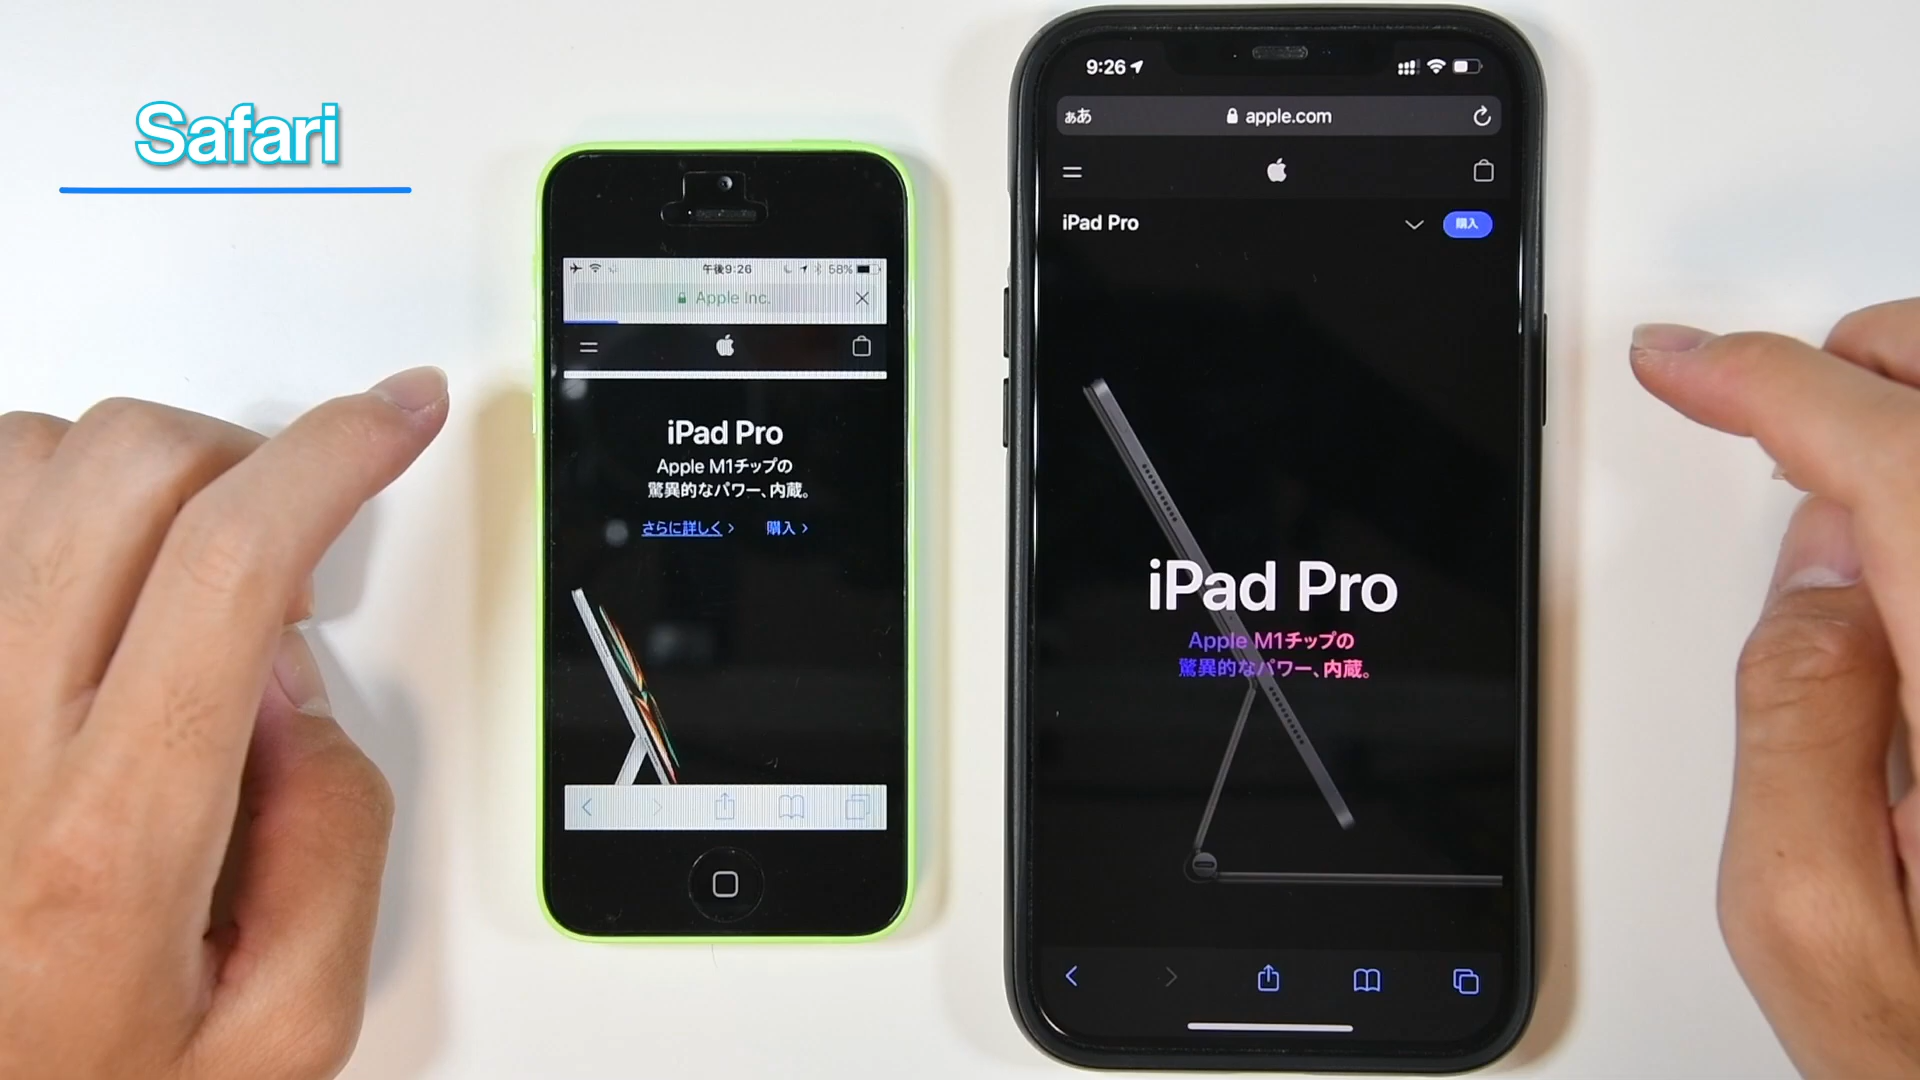 Safari
午後9:26
58%
Apple Inc.
iPad Pro
Apple M1チップの
驚異的なパワー、内蔵。
さらに詳しく
購入
9:26
ああ
apple.com
iPad Pro
購入
iPad Pro
Apple M1チップの
驚異的なパワー、内蔵。